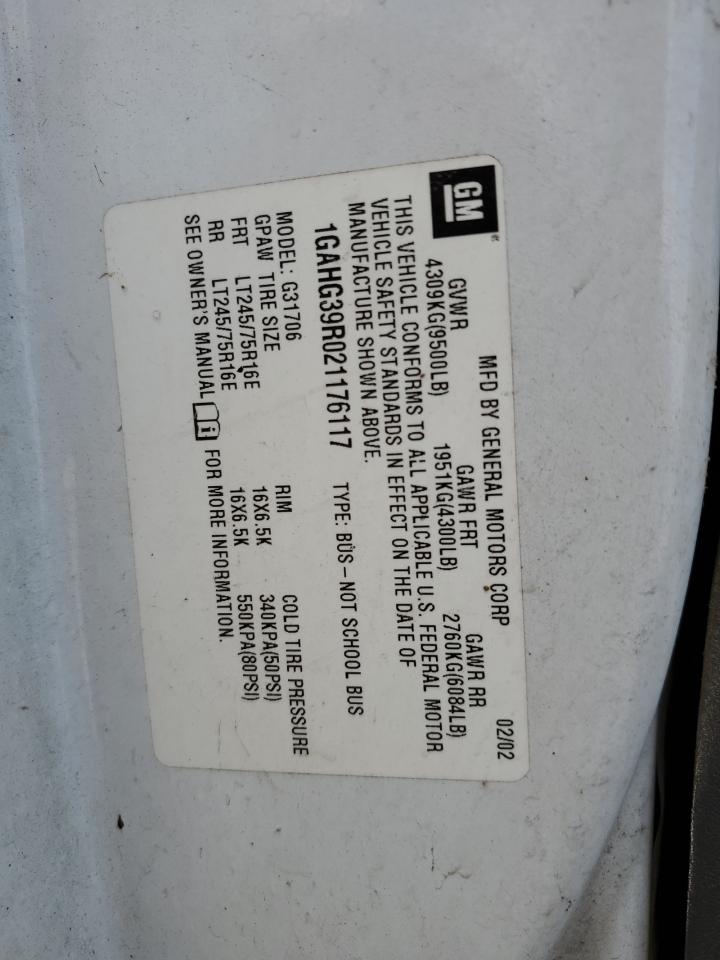 GM
MFD BY GENERAL MOTORS CORP 02/02
GVWR GAWR FRT GAWR RR
4309KG(9500LB) 1951KG(4300LB) 2760KG(6084LB)
THIS VEHICLE CONFORMS TO ALL APPLICABLE U.S. FEDERAL MOTOR
VEHICLE SAFETY STANDARDS IN EFFECT ON THE DATE OF
MANUFACTURE SHOWN ABOVE.
1GAHG39R021176117 TYPE: BUS – NOT SCHOOL BUS
MODEL: G31706
GPAW TIRE SIZE RIM COLD TIRE PRESSURE
FRT LT245/75R16E 16X6.5K 340KPA(50PSI)
RR LT245/75R16E 16X6.5K 550KPA(80PSI)
SEE OWNER'S MANUAL FOR MORE INFORMATION.